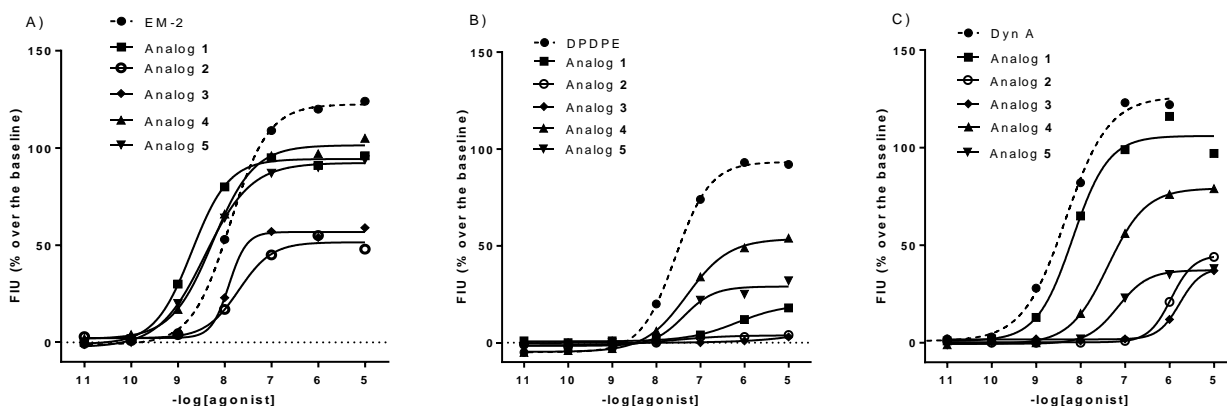 A)
EM-2
Analog 1
Analog 2
Analog 3
Analog 4
Analog 5
150
100
50
0
FIU (% over the baseline)
11 10 9 8 7 6 5
-log[agonist]
B)
DPDPE
Analog 1
Analog 2
Analog 3
Analog 4
Analog 5
150
100
50
0
FIU (% over the baseline)
11 10 9 8 7 6 5
-log[agonist]
C)
Dyn A
Analog 1
Analog 2
Analog 3
Analog 4
Analog 5
150
100
50
0
FIU (% over the baseline)
11 10 9 8 7 6 5
-log[agonist]